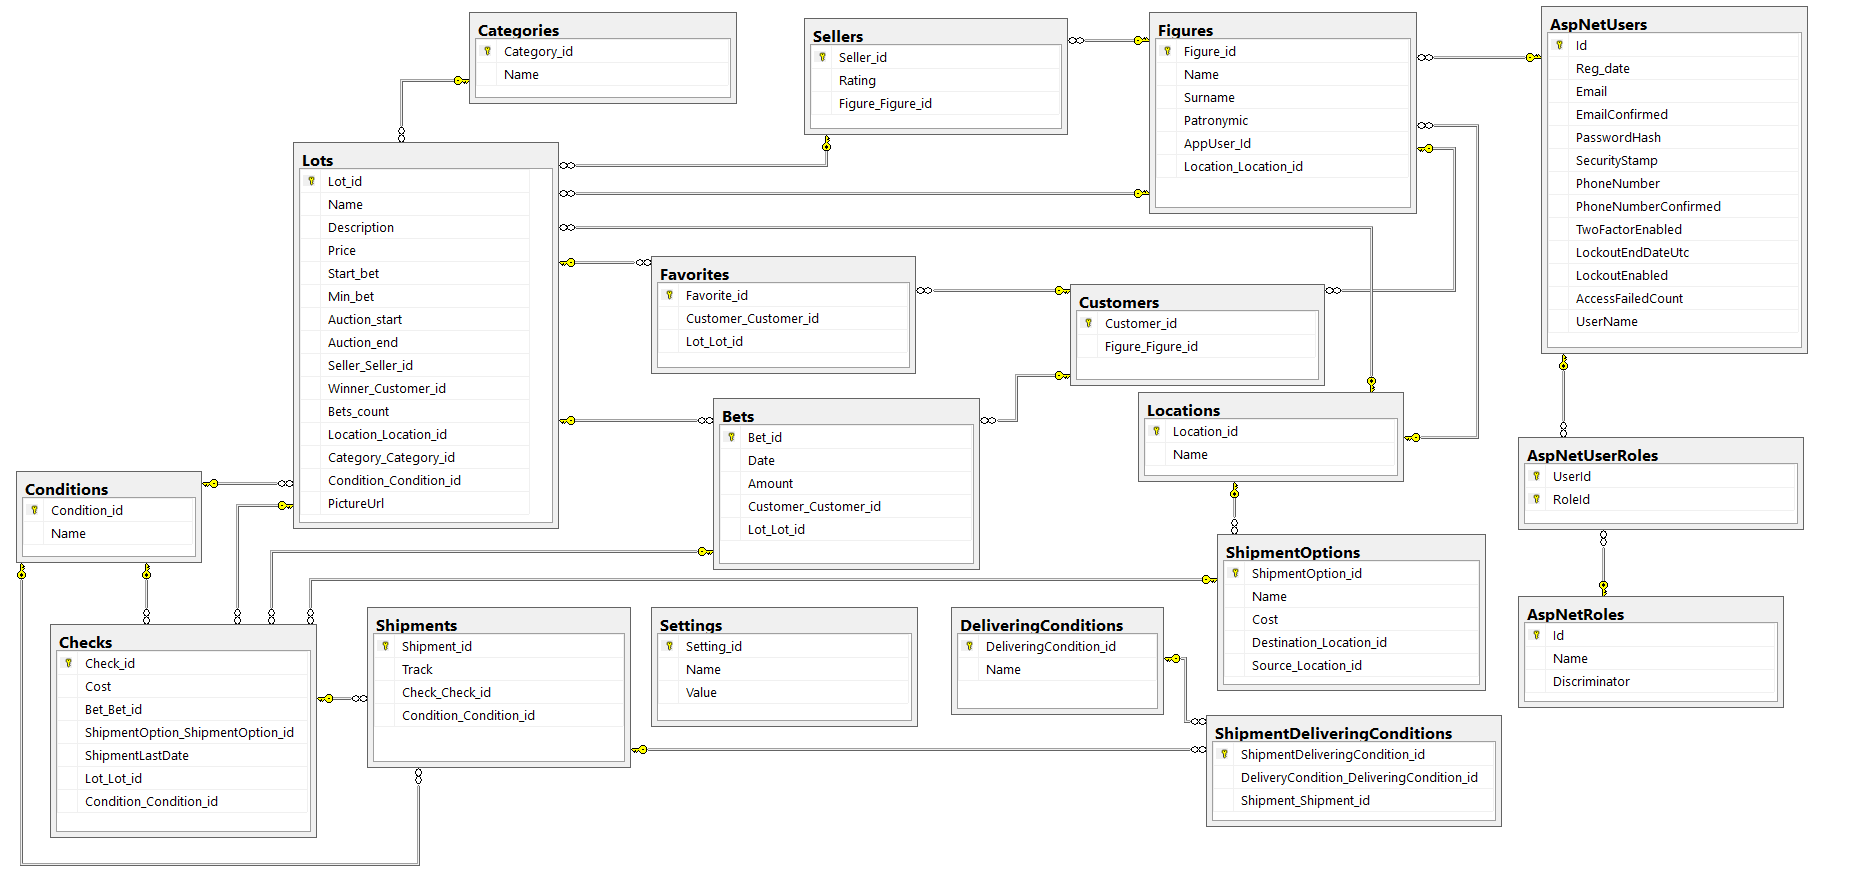 Categories
Category_id
Name
Sellers
Seller_id
Rating
Figure_Figure_id
Figures
Figure_id
Name
Surname
Patronymic
AppUser_Id
Location_Location_id
AspNetUsers
Id
Reg_date
Email
EmailConfirmed
PasswordHash
SecurityStamp
PhoneNumber
PhoneNumberConfirmed
TwoFactorEnabled
LockoutEndDateUtc
LockoutEnabled
AccessFailedCount
UserName
Lots
Lot_id
Name
Description
Price
Start_bet
Min_bet
Auction_start
Auction_end
Seller_Seller_id
Winner_Customer_id
Bets_count
Location_Location_id
Category_Category_id
Condition_Condition_id
PictureUrl
Favorites
Favorite_id
Customer_Customer_id
Lot_Lot_id
Customers
Customer_id
Figure_Figure_id
Bets
Bet_id
Date
Amount
Customer_Customer_id
Lot_Lot_id
Locations
Location_id
Name
AspNetUserRoles
UserId
RoleId
Conditions
Condition_id
Name
ShipmentOptions
ShipmentOption_id
Name
Cost
Destination_Location_id
Source_Location_id
AspNetRoles
Id
Name
Discriminator
Checks
Check_id
Cost
Bet_Bet_id
ShipmentOption_ShipmentOption_id
ShipmentLastDate
Lot_Lot_id
Condition_Condition_id
Shipments
Shipment_id
Track
Check_Check_id
Condition_Condition_id
Settings
Setting_id
Name
Value
DeliveringConditions
DeliveringCondition_id
Name
ShipmentDeliveringConditions
ShipmentDeliveringCondition_id
DeliveryCondition_DeliveringCondition_id
Shipment_Shipment_id